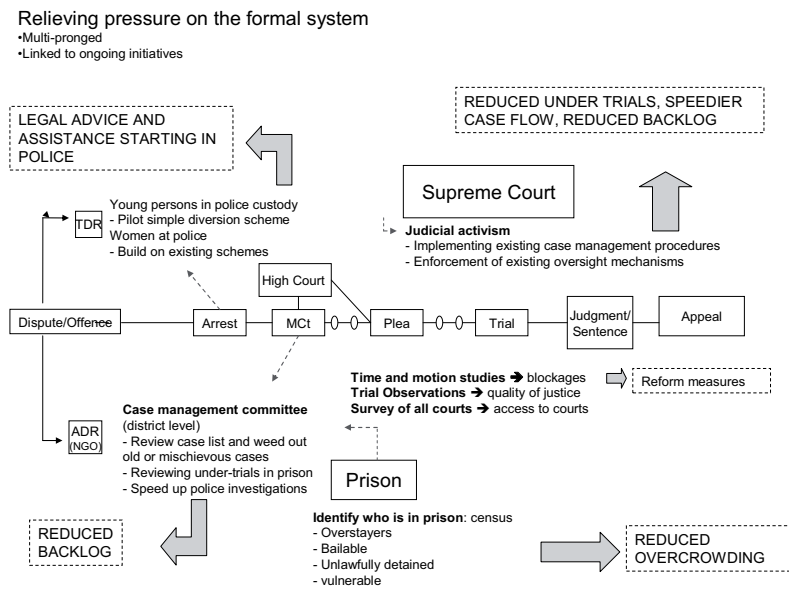 Relieving pressure on the formal system
•Multi-pronged
•Linked to ongoing initiatives
LEGAL ADVICE AND
ASSISTANCE STARTING IN
POLICE
REDUCED UNDER TRIALS, SPEEDIER
CASE FLOW, REDUCED BACKLOG
Young persons in police custody
- Pilot simple diversion scheme
Women at police
- Build on existing schemes
TDR
Supreme Court
Judicial activism
- Implementing existing case management procedures
- Enforcement of existing oversight mechanisms
High Court
Dispute/Offence
Arrest
MCt
Plea
Trial
Judgment/
Sentence
Appeal
Time and motion studies ➔ blockages
Trial Observations ➔ quality of justice
Survey of all courts ➔ access to courts
Reform measures
Case management committee
(district level)
- Review case list and weed out
old or mischievous cases
- Reviewing under-trials in prison
- Speed up police investigations
ADR
(NGO)
Prison
Identify who is in prison: census
- Overstayers
- Bailable
- Unlawfully detained
- vulnerable
REDUCED
BACKLOG
REDUCED
OVERCROWDING